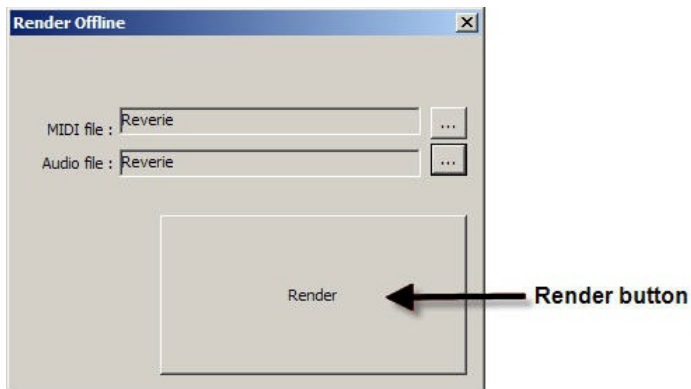 Render Offline
MIDI file : Reverie
...
Audio file : Reverie
...
Render
Render button